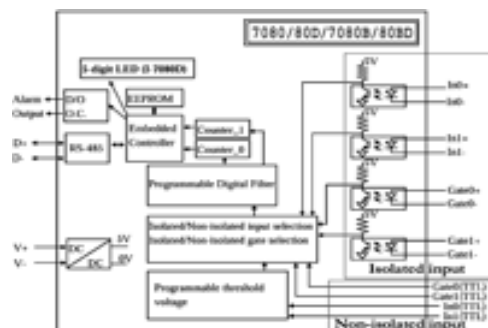 7080/80D/7080B/80BD
5-digit LED (I-7080D)
5V
In0+
In0-
Alarm
Output
D/O
O.C.
EEPROM
Embedded
Controller
Counter_1
Counter_0
5V
In1+
In1-
D+
D-
RS-485
Programmable Digital Filter
5V
Gate0+
Gate0-
Isolated/Non-isolated input selection
Isolated/Non-isolated gate selection
5V
Gate1+
Gate1-
V+
V-
DC
DC
5V
0V
Isolated input
Programmable threshold
voltage
Gate0(TTL)
Gate1(TTL)
In0(TTL)
In1(TTL)
Non-isolated input